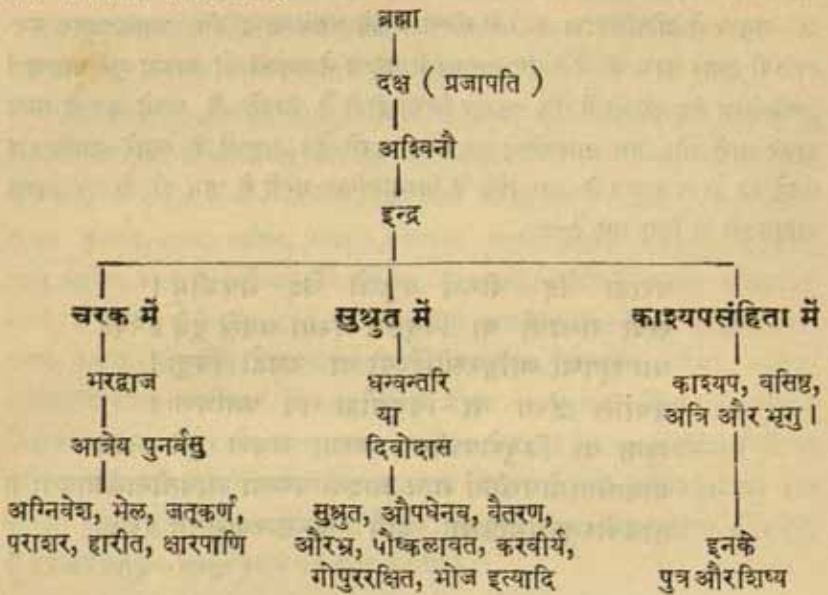 ब्रह्मा
दक्ष ( प्रजापति )
अश्विनौ
इन्द्र
चरक में
भरद्वाज
आत्रेय पुनर्वसु
अग्निवेश, भेल, जतूकर्ण,
पराशर, हारीत, क्षारपाणि
सुश्रुत में
धन्वन्तरि
या
दिवोदास
सुश्रुत, औपधेनव, वैतरण,
औरभ्र, पौष्कलावत, करवीर्य,
गोपुररक्षित, भोज इत्यादि
काश्यपसंहिता में
काश्यप, वसिष्ठ,
अत्रि और भृगु।
इनके
पुत्र और शिष्य